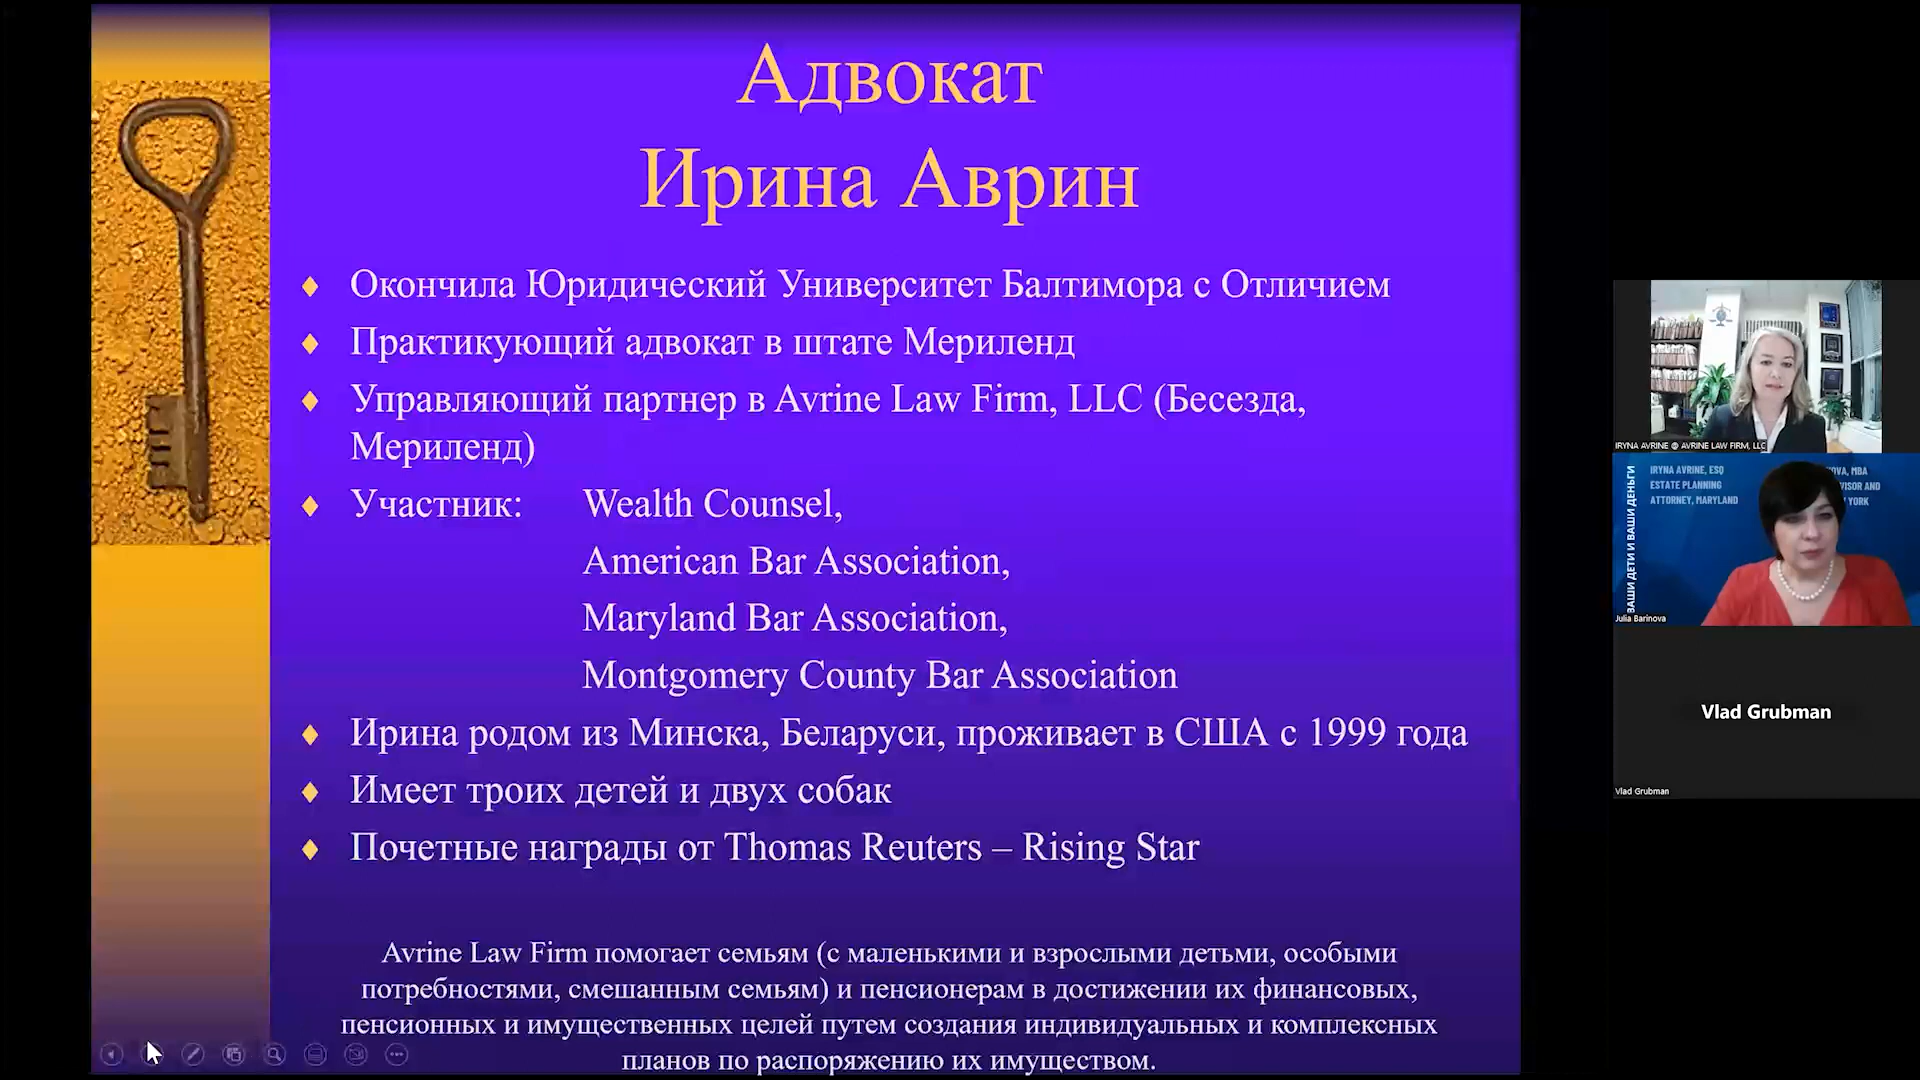 Адвокат
Ирина Аврин
Окончила Юридический Университет Балтимора с Отличием
Практикующий адвокат в штате Мериленд
Управляющий партнер в Avrine Law Firm, LLC (Бесезда,
Мериленд)
Участник: Wealth Counsel,
American Bar Association,
Maryland Bar Association,
Montgomery County Bar Association
Ирина родом из Минска, Беларуси, проживает в США с 1999 года
Имеет троих детей и двух собак
Почетные награды от Thomas Reuters – Rising Star
Avrine Law Firm помогает семьям (с маленькими и взрослыми детьми, особыми
потребностями, смешанным семьям) и пенсионерам в достижении их финансовых,
пенсионных и имущественных целей путем создания индивидуальных и комплексных
планов по распоряжению их имуществом.
IRYNA AVRINE @ AVRINE LAW FIRM, LLC
ВАШИ ДЕТИ И ВАШИ ДЕНЬГИ
IRYNA AVRINE, ESQ
ESTATE PLANNING
ATTORNEY, MARYLAND
OVA, MBA
VISOR AND
YORK
Julia Barinova
Vlad Grubman
Vlad Grubman